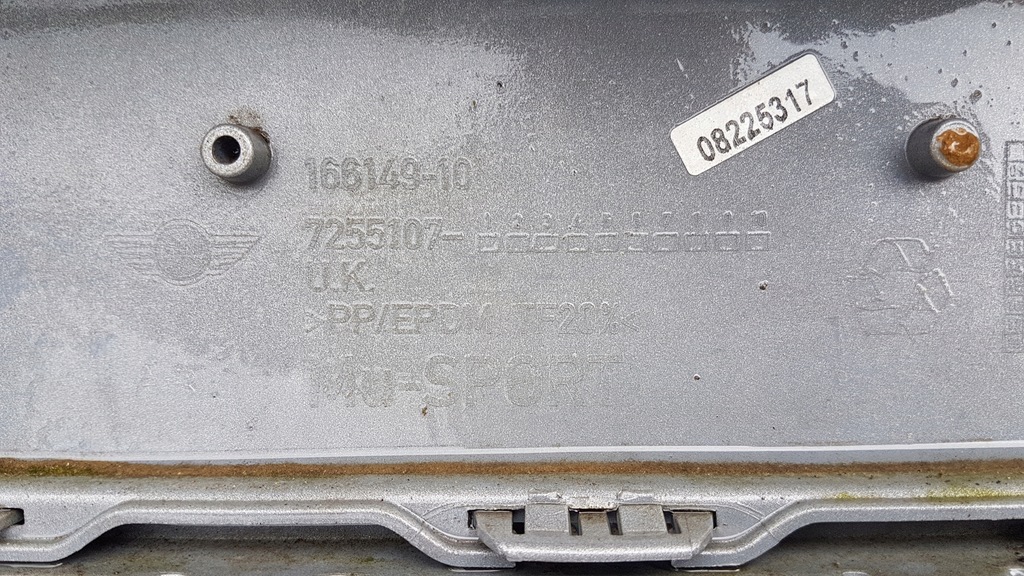 08225317
166149-10
7255107-
U.K.
>PP/EPDM TF20%<
-SPORT